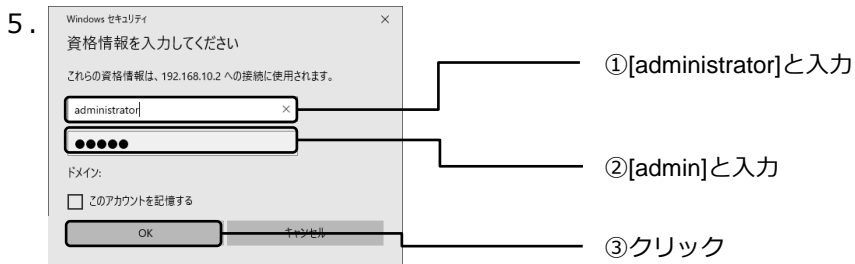 5.
Windows セキュリティ
資格情報を入力してください
これらの資格情報は、192.168.10.2 への接続に使用されます。
administrator
●●●●●
ドメイン:
このアカウントを記憶する
OK
キャンセル
①[administrator]と入力
②[admin]と入力
③クリック